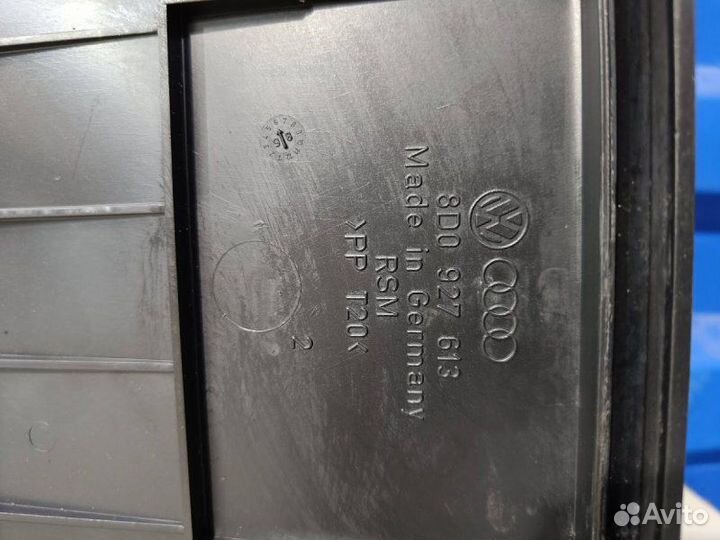 8D0 927 613
Made in Germany
RSM
>PP T20<
2
Avito